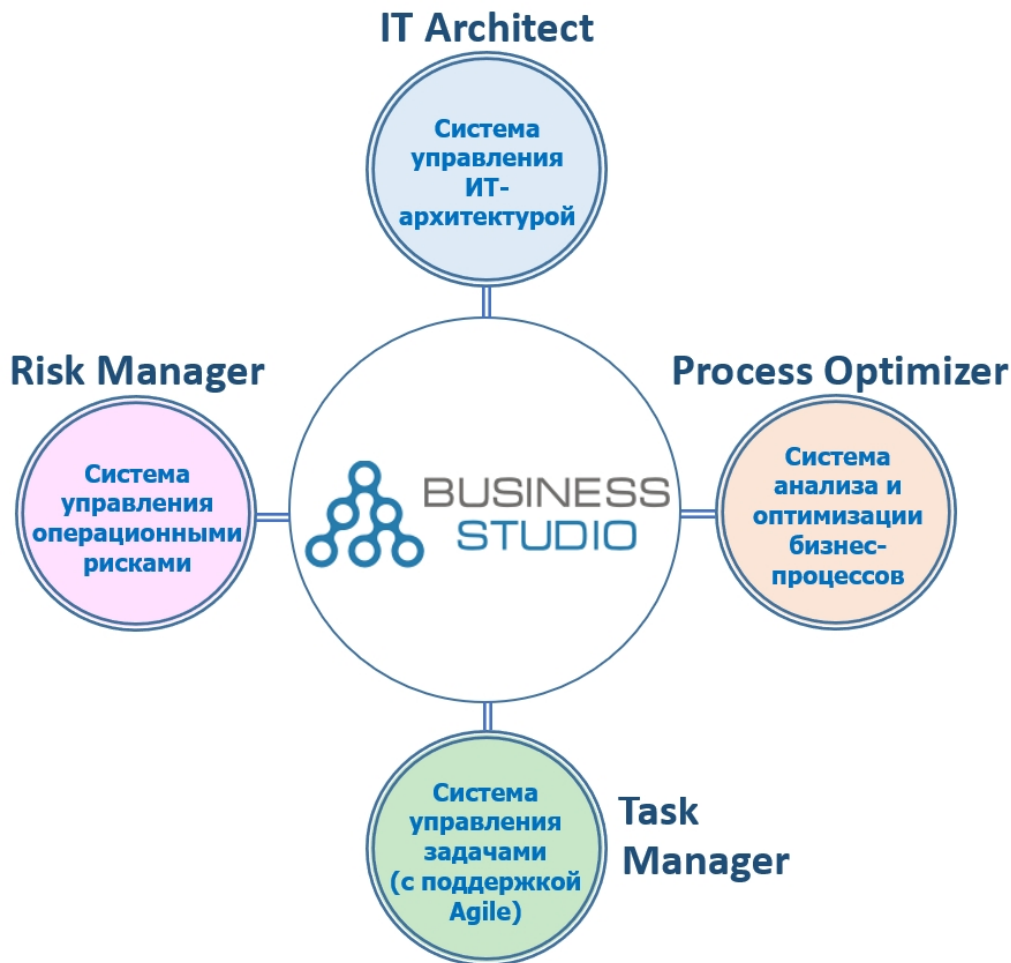 IT Architect
Система
управления
ИТ-
архитектурой
Risk Manager
Система
управления
операционными
рисками
BUSINESS
STUDIO
Process Optimizer
Система
анализа и
оптимизации
бизнес-
процессов
Система
управления
задачами
(с поддержкой
Agile)
Task
Manager